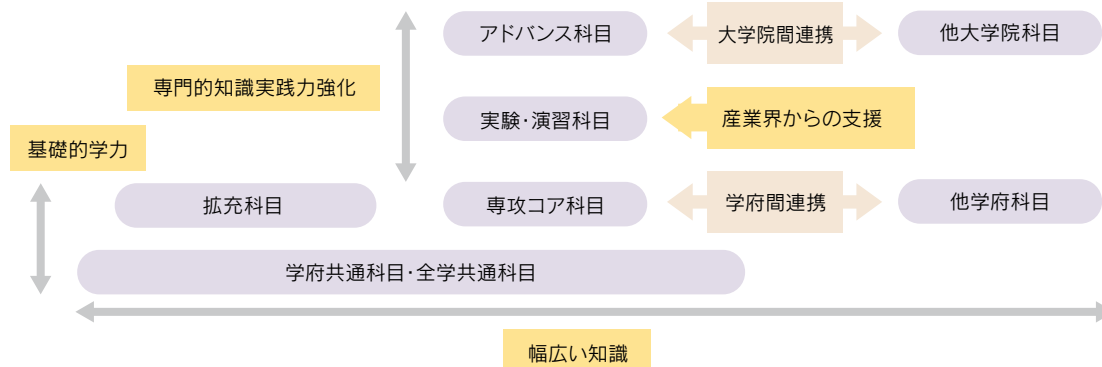 アドバンス科目
大学院間連携
他大学院科目
専門的知識実践力強化
実験・演習科目
産業界からの支援
基礎的学力
拡充科目
専攻コア科目
学府間連携
他学府科目
学府共通科目・全学共通科目
幅広い知識